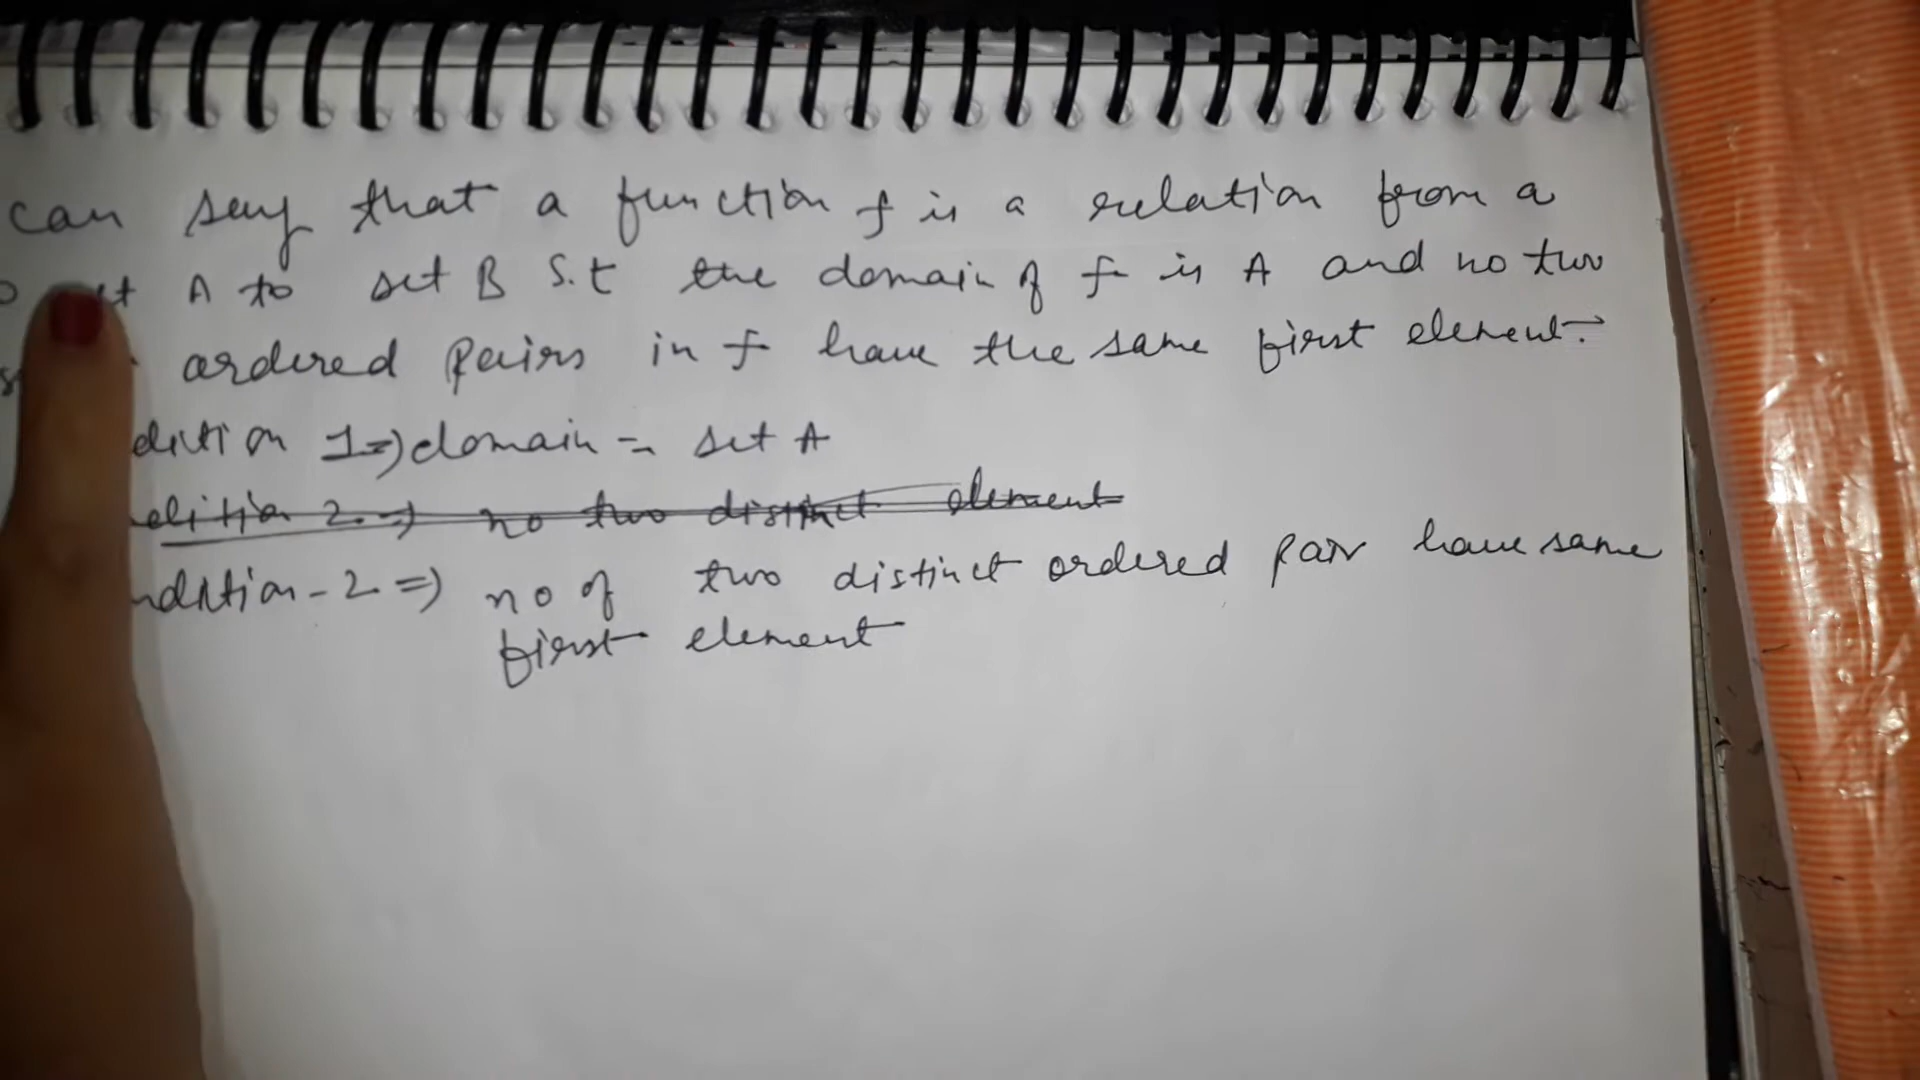 can say that a function f is a relation from a
A to set B S.t the domain of f is A and no two
ordered pairs in f have the same first element.
dition 1=) domain = set A
dition 2. =) no two distinct element
ndition - 2 =) no of two distinct ordered pair have same
first element